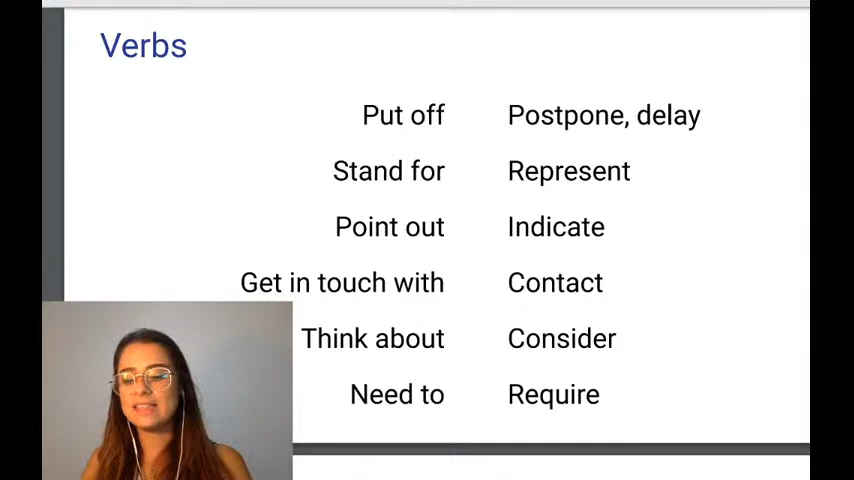 Verbs
Put off Postpone, delay
Stand for Represent
Point out Indicate
Get in touch with Contact
Think about Consider
Need to Require